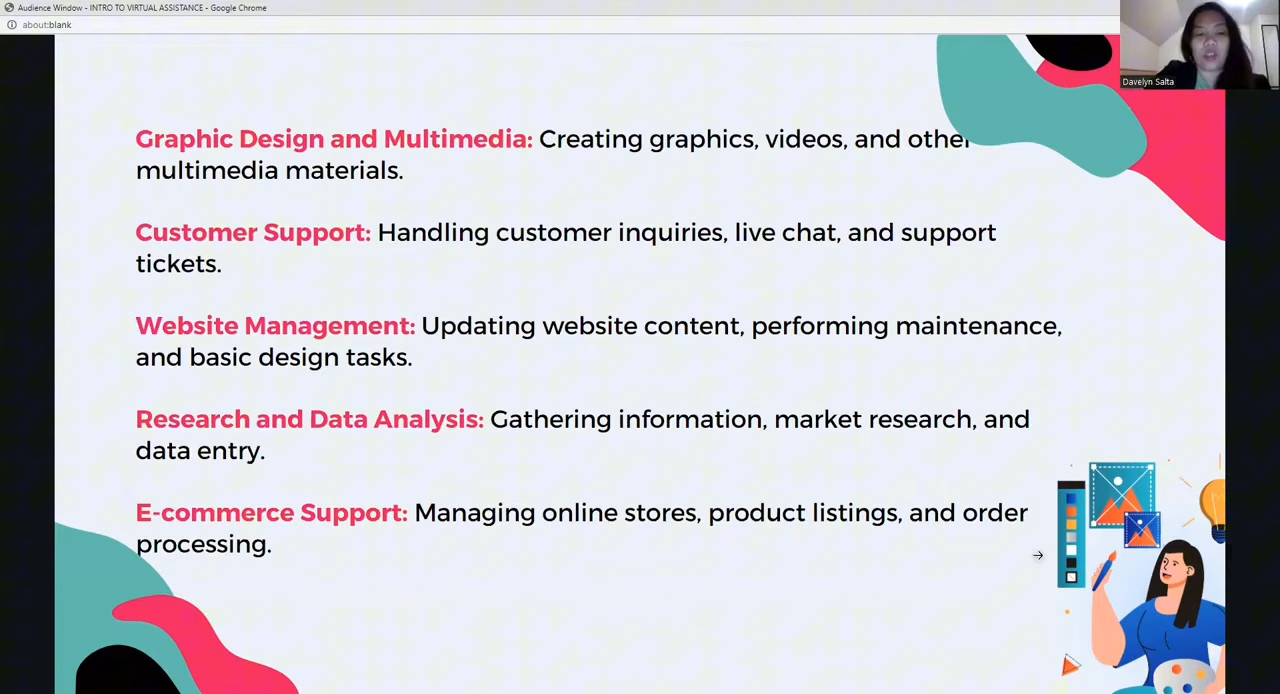 Audience Window - INTRO TO VIRTUAL ASSISTANCE - Google Chrome
about:blank
Davelyn Salta
Graphic Design and Multimedia: Creating graphics, videos, and other
multimedia materials.
Customer Support: Handling customer inquiries, live chat, and support
tickets.
Website Management: Updating website content, performing maintenance,
and basic design tasks.
Research and Data Analysis: Gathering information, market research, and
data entry.
E-commerce Support: Managing online stores, product listings, and order
processing.